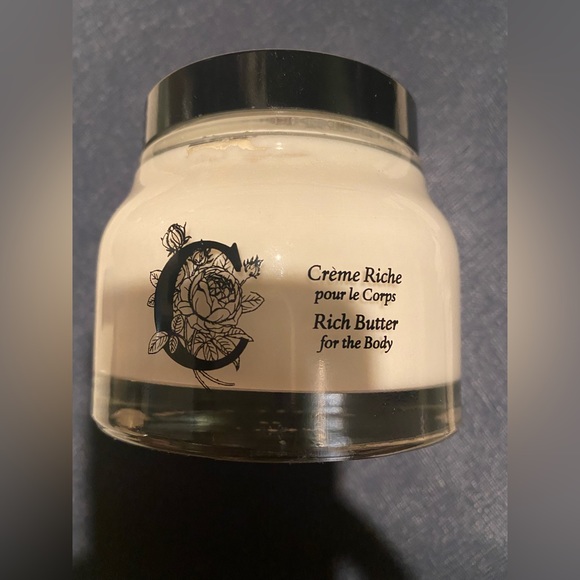 C
Crème Riche
pour le Corps
Rich Butter
for the Body